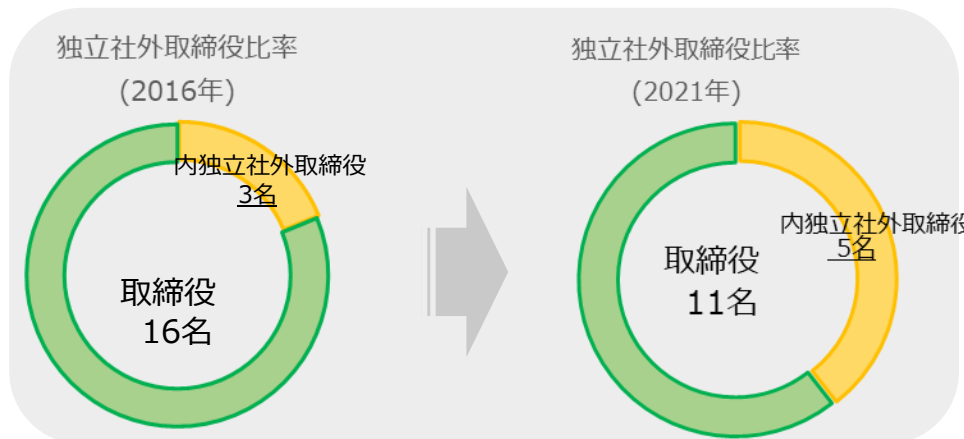 独立社外取締役比率
(2016年)
内独立社外取締役
3名
取締役
16名
独立社外取締役比率
(2021年)
内独立社外取締役
5名
取締役
11名